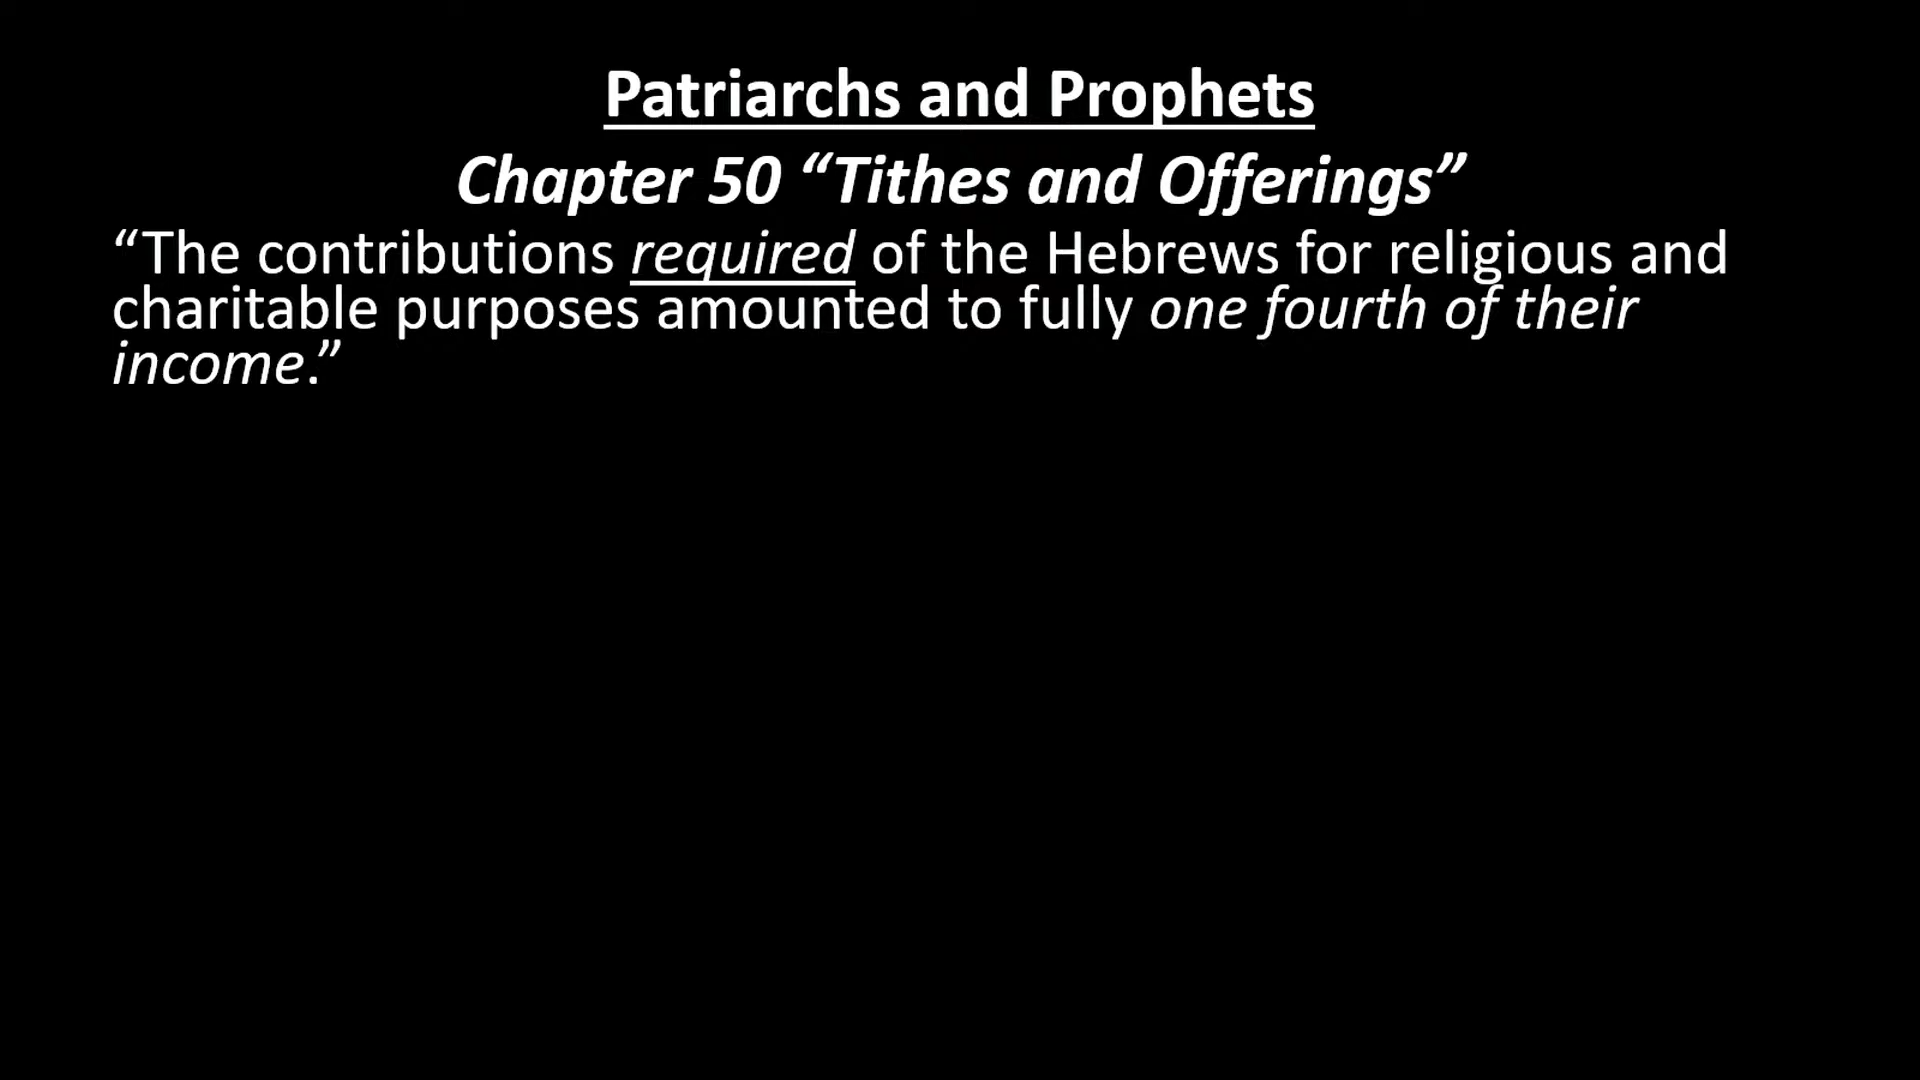 Patriarchs and Prophets
Chapter 50 “Tithes and Offerings”
“The contributions required of the Hebrews for religious and
charitable purposes amounted to fully one fourth of their
income.”